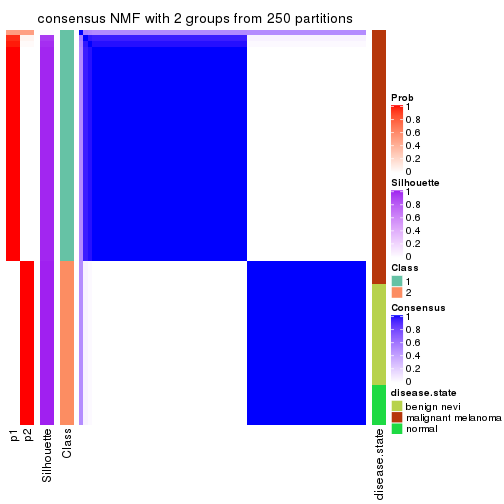 consensus NMF with 2 groups from 250 partitions
Prob
1
0.8
0.6
0.4
0.2
0
Silhouette
1
0.8
0.6
0.4
0.2
0
Class
1
2
Consensus
1
0.8
0.6
0.4
0.2
0
disease.state
benign nevi
malignant melanoma
normal
p1
p2
Silhouette
Class
disease.state